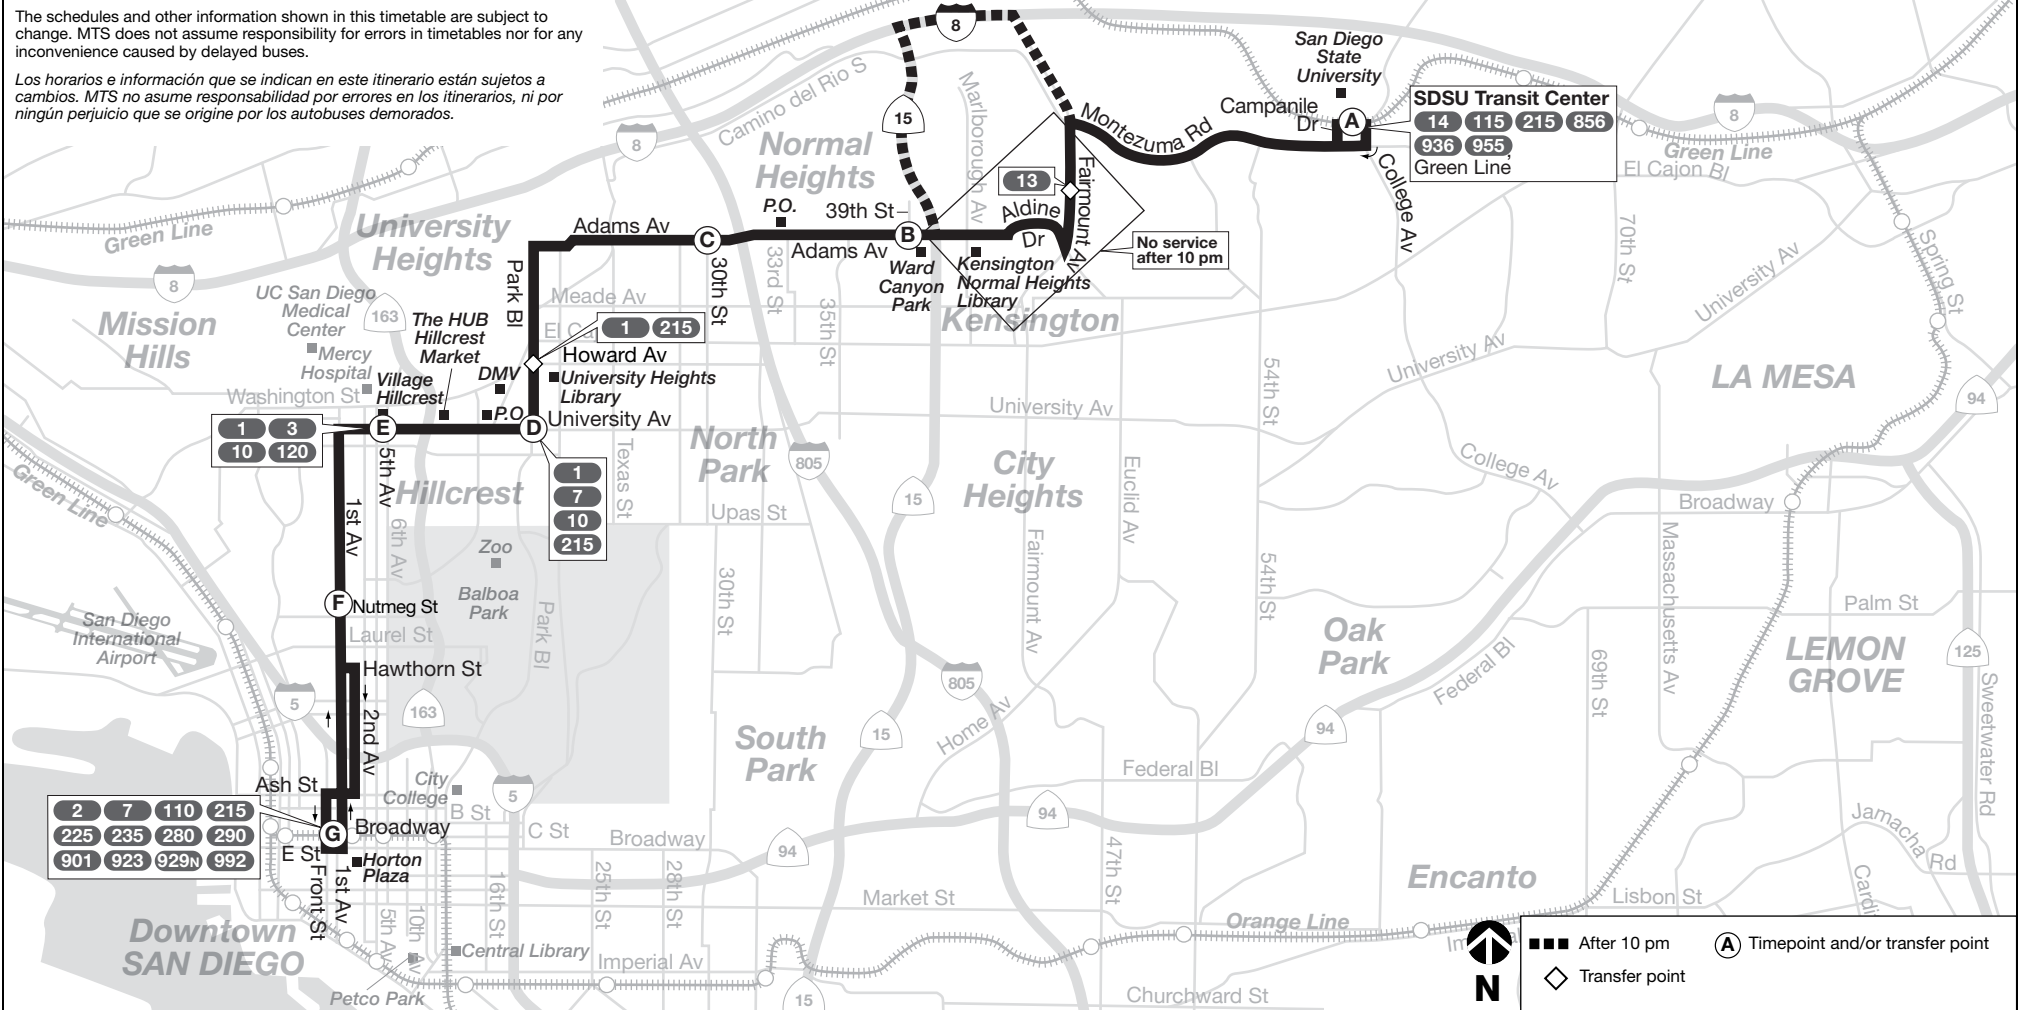 The schedules and other information shown in this timetable are subject to
change. MTS does not assume responsibility for errors in timetables nor for any
inconvenience caused by delayed buses.
Los horarios e información que se indican en este itinerario están sujetos a
cambios. MTS no asume responsabilidad por errores en los itinerarios, ni por
ningún perjuicio que se origine por los autobuses demorados.
8
15
8
8
8
Camino del Rio S
Marlborough Av
San Diego
State
University
Campanile
Dr
A
SDSU Transit Center
14 115 215 856
936 955,
Green Line
Green Line
El Cajon Bl
Montezuma Rd
College Av
Normal
Heights
P.O.
39th St
13
Aldine
Dr
Fairmount Av
No service
after 10 pm
70th St
Spring St
University Av
Green Line
University
Heights
Adams Av
C
Adams Av
B
Ward
Canyon
Park
Kensington
Normal Heights
Library
Kensington
Park Bl
30th St
33rd St
35th St
Meade Av
UC San Diego
Medical
Center
163
Mission
Hills
The HUB
Hillcrest
Market
Mercy
Hospital
Washington St
Village
Hillcrest
DMV
P.O.
1 215
Howard Av
University Heights
Library
University Av
D
E
1 3
10 120
5th Av
1
7
10
215
Texas St
North
Park
805
University Av
54th St
University Av
LA MESA
94
College Av
Broadway
City
Heights
15
Euclid Av
Fairmount Av
Hillcrest
Green Line
1st Av
6th Av
Zoo
Balboa
Park
Park Bl
Upas St
30th St
54th St
Massachusetts Av
Palm St
F
Nutmeg St
Laurel St
Hawthorn St
San Diego
International
Airport
5
163
2nd Av
805
15
Home Av
Oak
Park
Federal Bl
69th St
LEMON
GROVE
125
Sweetwater Rd
94
South
Park
Federal Bl
94
94
Ash St
City
College
B St
5
C St
Broadway
2 7 110 215
225 235 280 290
901 923 929N 992
G
Broadway
E St
Horton
Plaza
Front St
1st Av
5th Av
10th Av
16th St
25th St
28th St
47th St
Market St
Encanto
Jamacha
Rd
Lisbon St
Orange Line
Downtown
SAN DIEGO
Central Library
Petco Park
Imperial Av
15
Churchward St
N
After 10 pm
A Timepoint and/or transfer point
Transfer point